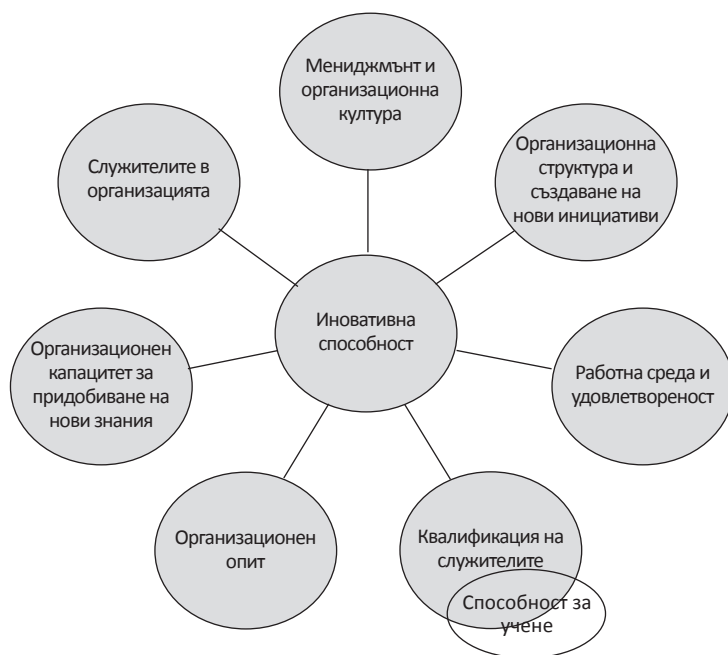 Мениджмънт и
организационна
култура
Организационна
структура и
създаване на
нови инициативи
Служителите в
организацията
Иновативна
способност
Организационен
капацитет за
придобиване на
нови знания
Работна среда и
удовлетвореност
Организационен
опит
Квалификация на
служителите
Способност за
учене